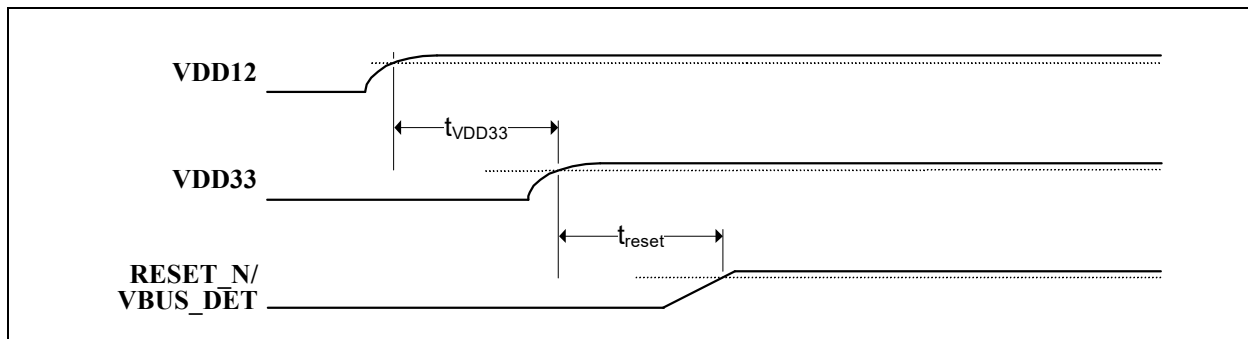 VDD12
tVDD33
VDD33
treset
RESET_N/
VBUS_DET